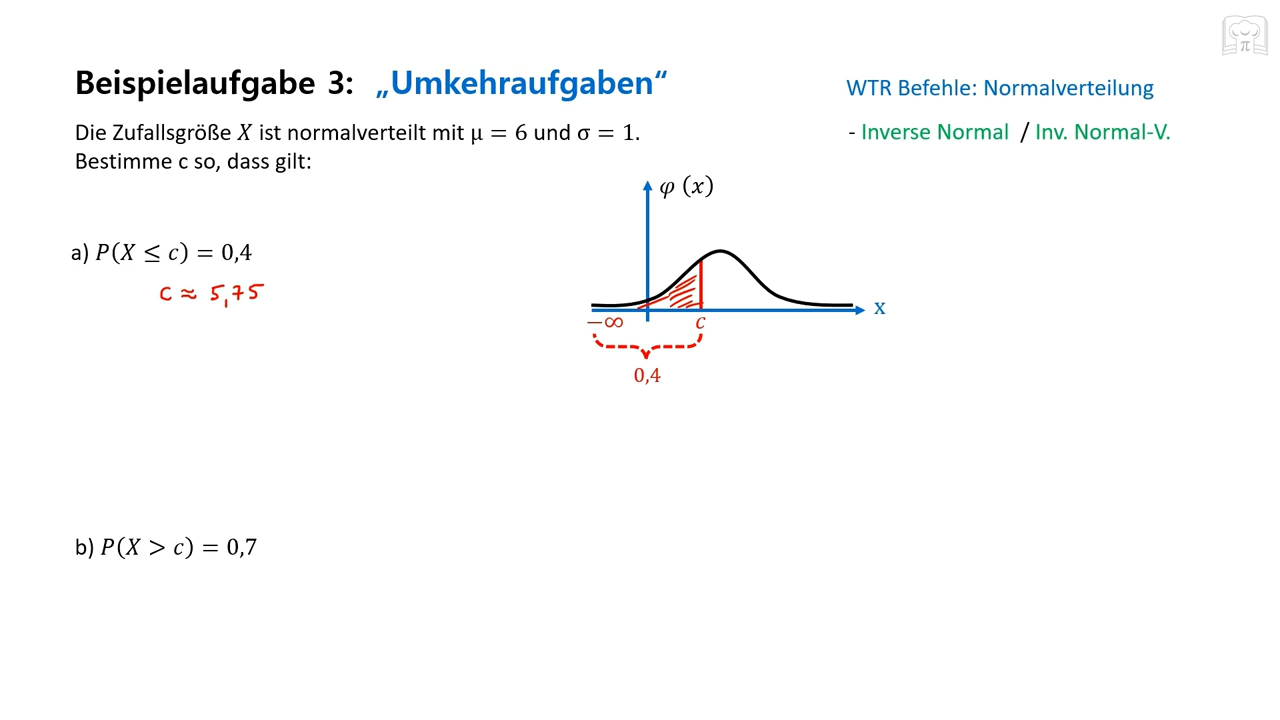 Beispielaufgabe 3: „Umkehraufgaben“
WTR Befehle: Normalverteilung
Die Zufallsgröße X ist normalverteilt mit μ = 6 und σ = 1.
- Inverse Normal / Inv. Normal-V.
Bestimme c so, dass gilt:
φ (x)
a) P(X ≤ c) = 0,4
c ≈ 5,75
x
−∞ c
0,4
b) P(X > c) = 0,7
π